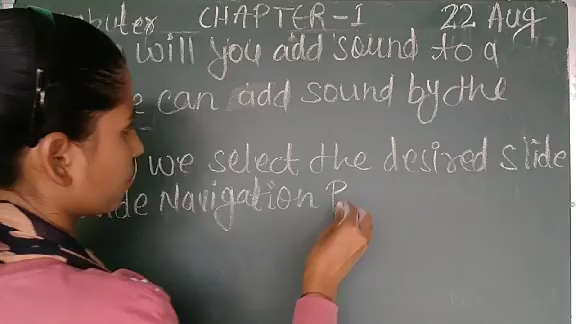 CHAPTER-1 22 Aug
will you add sound to a
can add sound by the
we select the desired slide
Navigation P